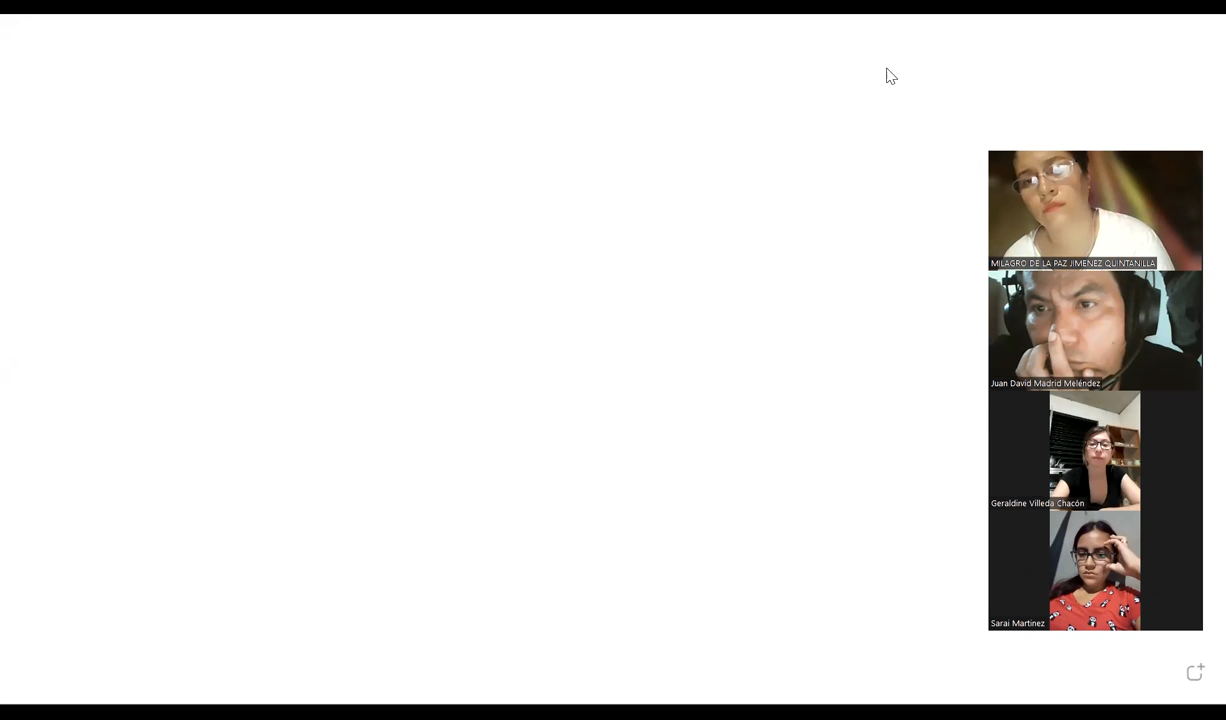 MILAGRO DE LA PAZ JIMENEZ QUINTANILLA
Juan David Madrid Meléndez
Geraldine Villeda Chacón
Sarai Martinez